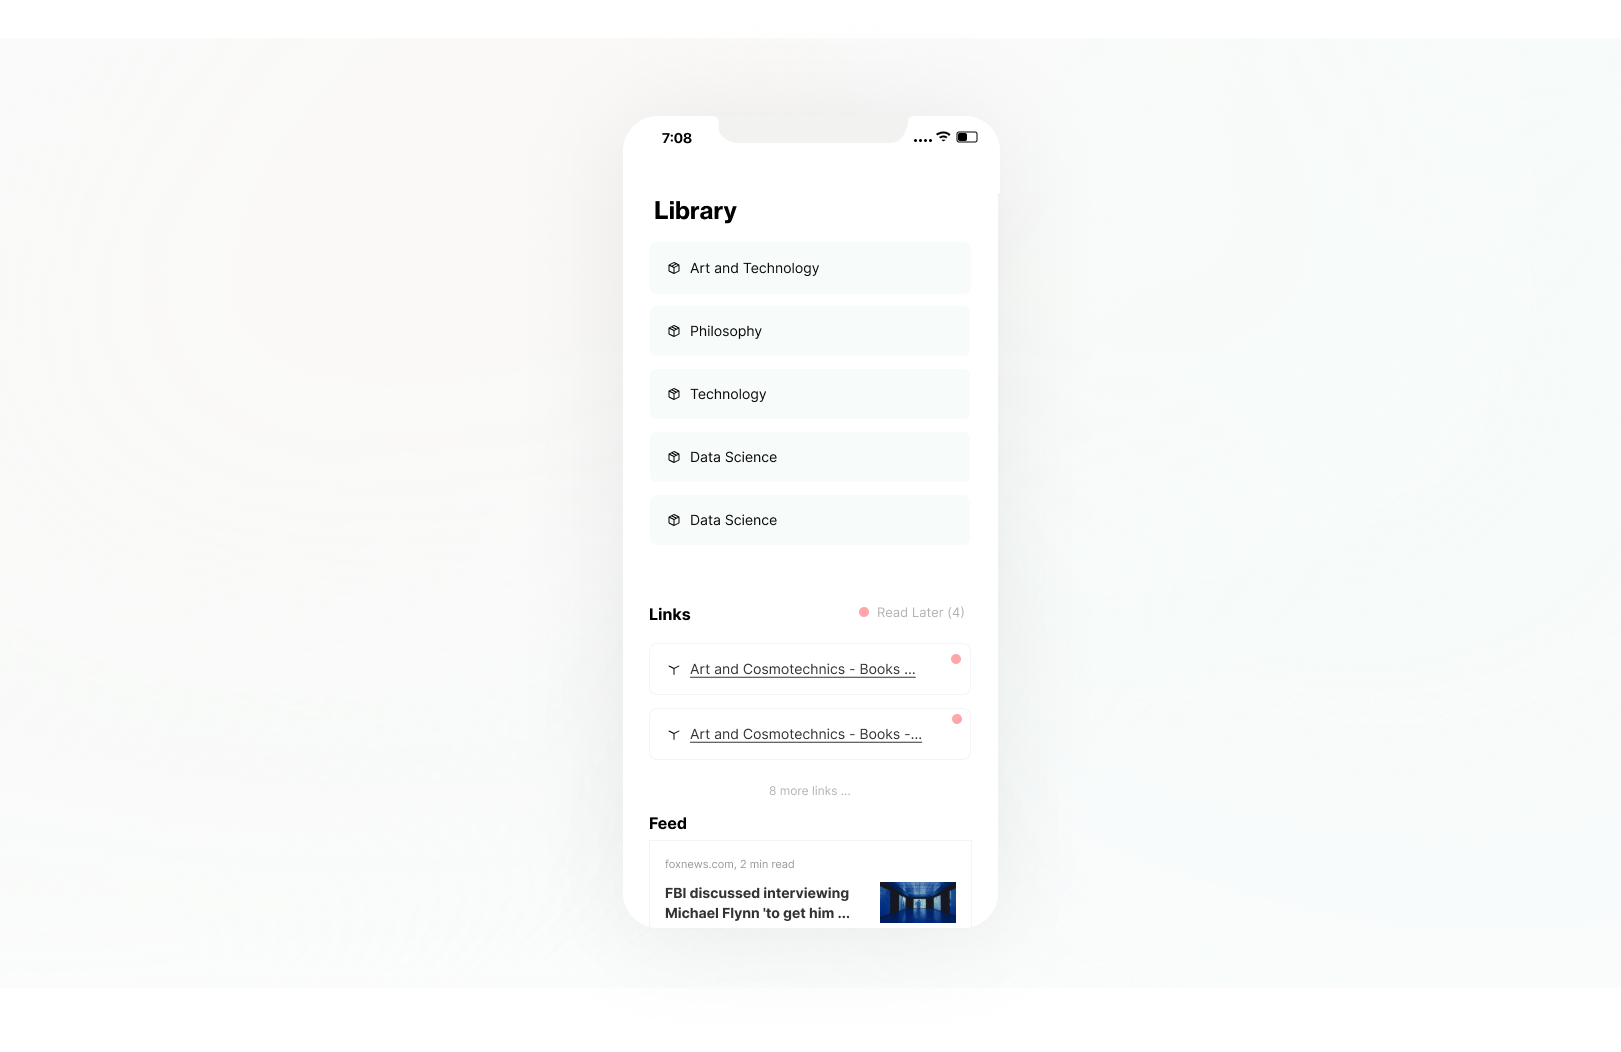 7:08
Library
Art and Technology
Philosophy
Technology
Data Science
Data Science
Links
Read Later (4)
Art and Cosmotechnics - Books ...
Art and Cosmotechnics - Books -...
8 more links ...
Feed
foxnews.com, 2 min read
FBI discussed interviewing
Michael Flynn 'to get him ...